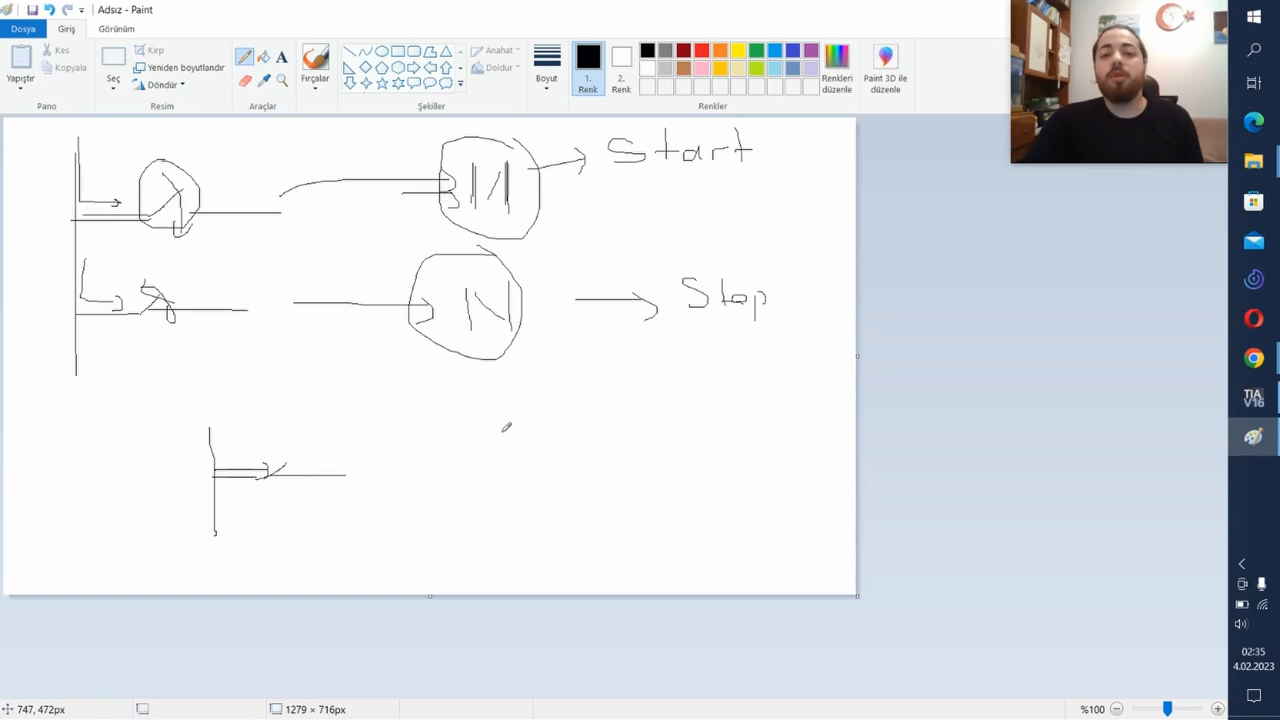 Adsız - Paint
Dosya Giriş Görünüm
Yapıştır
Kes
Kopyala
Pano
Seç
Kırp
Yeniden boyutlandır
Döndür
Resim
A
Araçlar
Fırçalar
Anahat
Doldur
Şekiller
Boyut
1. Renk
2. Renk
Renkleri düzenle
Renkler
Paint 3D ile düzenle
Start
Stop
TIA
V16
02:35
4.02.2023
747, 472px
1279 × 716px
%100